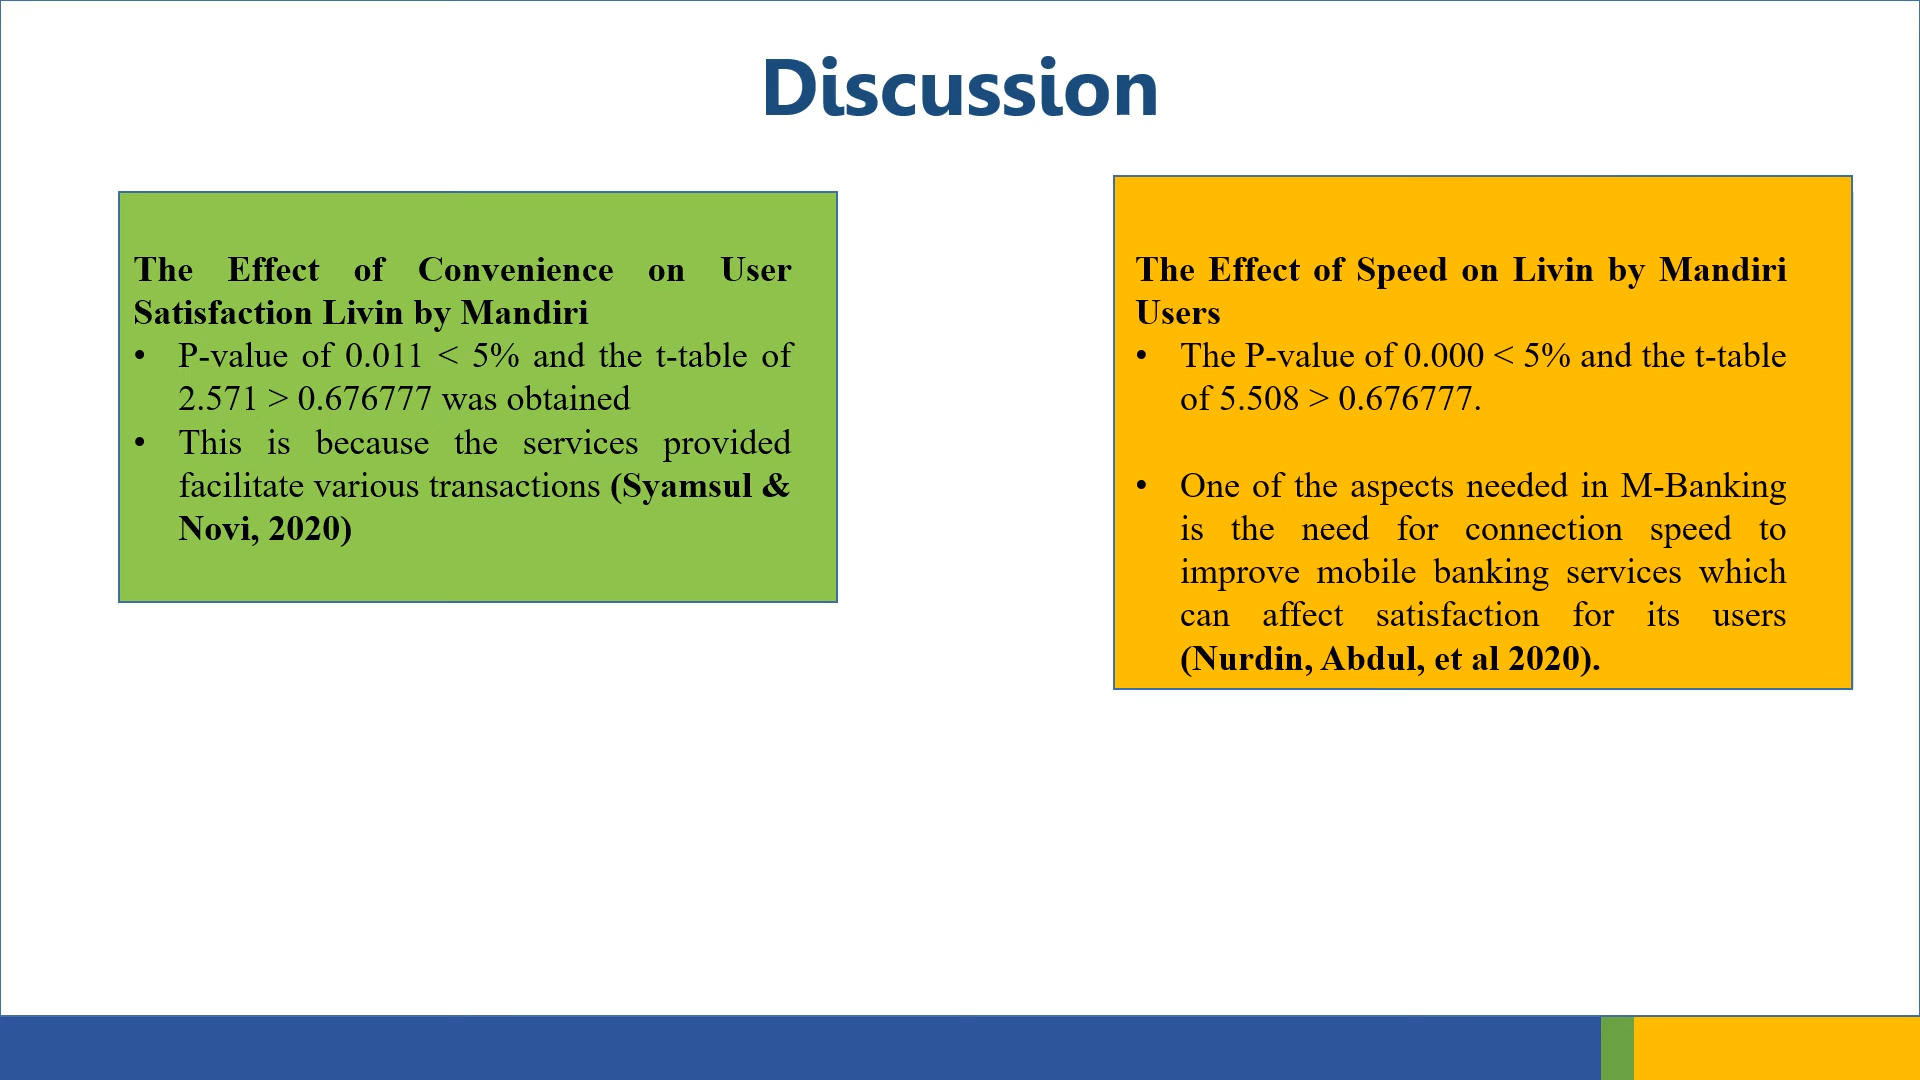 Discussion
The Effect of Convenience on User
Satisfaction Livin by Mandiri
• P-value of 0.011 < 5% and the t-table of
2.571 > 0.676777 was obtained
• This is because the services provided
facilitate various transactions (Syamsul &
Novi, 2020)
The Effect of Speed on Livin by Mandiri
Users
• The P-value of 0.000 < 5% and the t-table
of 5.508 > 0.676777.
• One of the aspects needed in M-Banking
is the need for connection speed to
improve mobile banking services which
can affect satisfaction for its users
(Nurdin, Abdul, et al 2020).